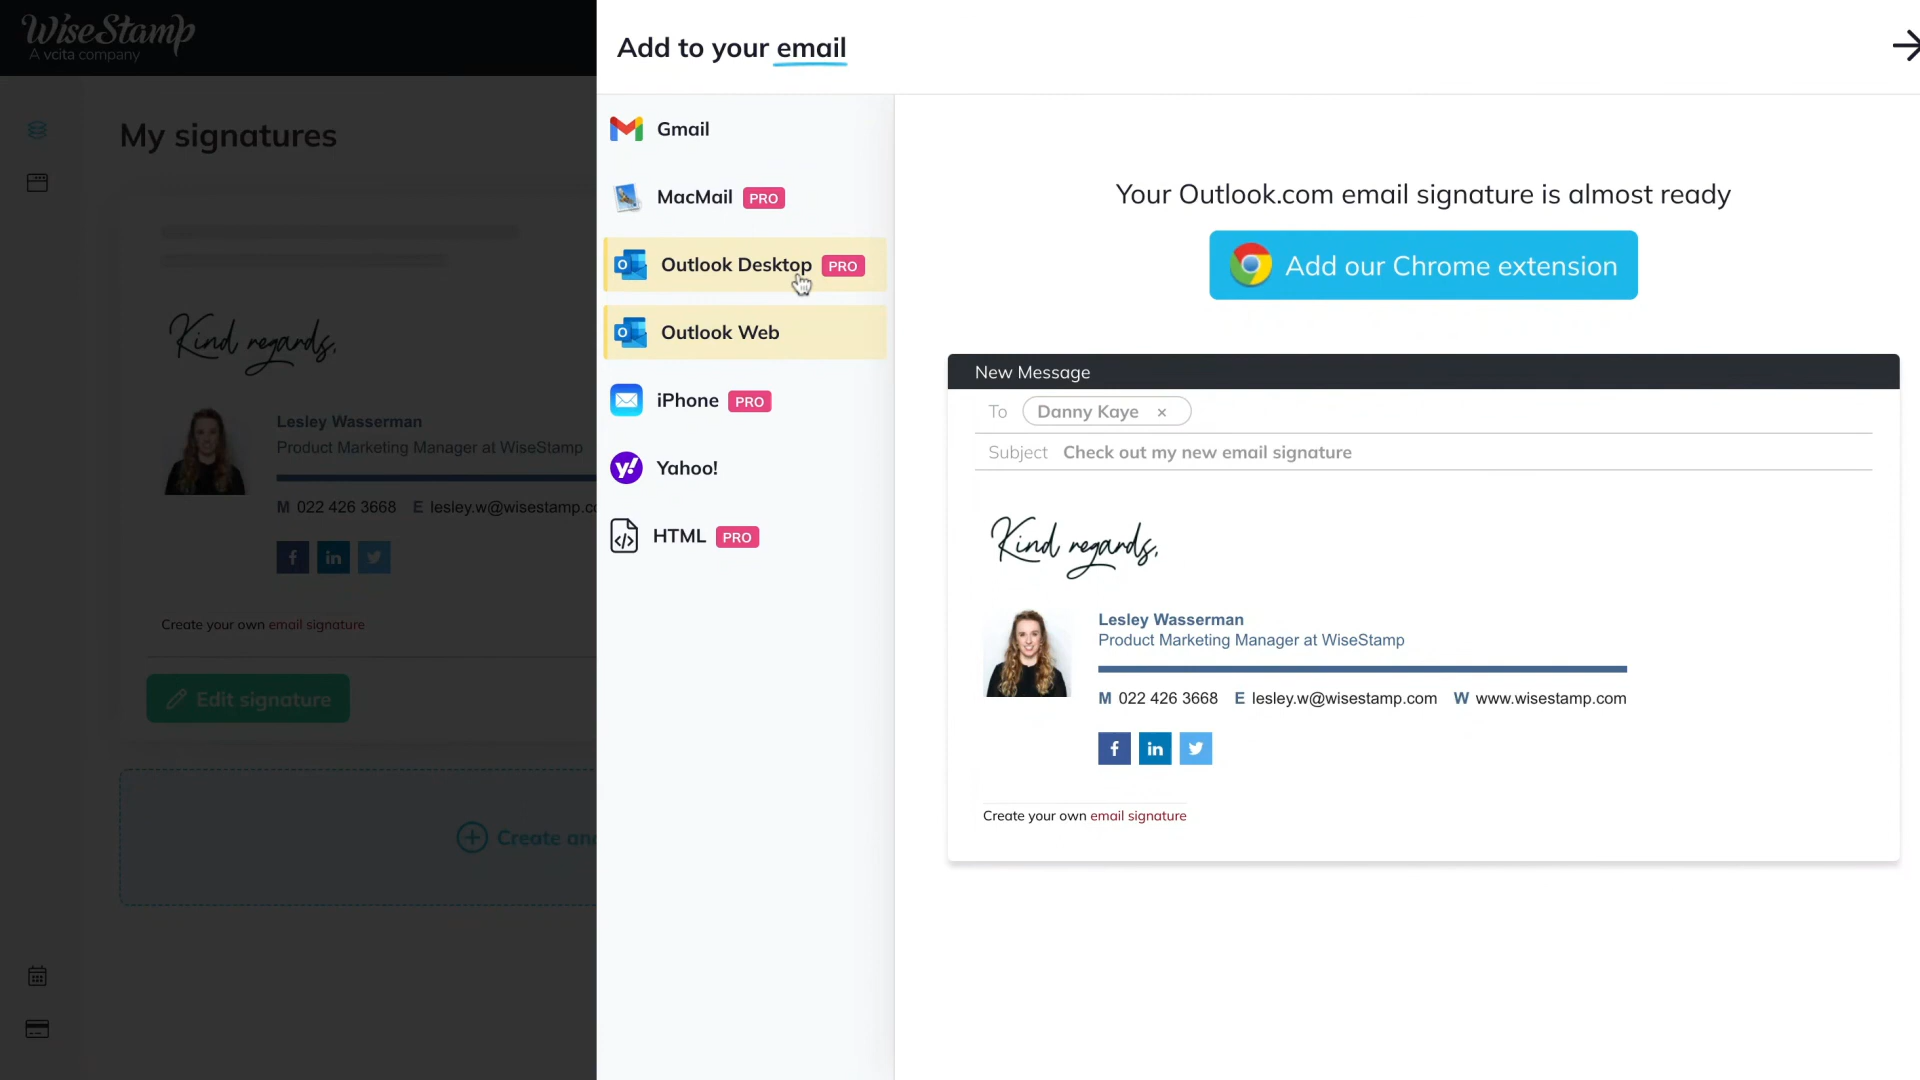 WiseStamp
A vcita company
My signatures
Kind regards,
Lesley Wasserman
Product Marketing Manager at WiseStamp
M 022 426 3668 E lesley.w@wisestamp.c
f in
Create your own email signature
Edit signature
Create an
Add to your email
Gmail
MacMail PRO
Outlook Desktop PRO
Outlook Web
iPhone PRO
Yahoo!
HTML PRO
Your Outlook.com email signature is almost ready
Add our Chrome extension
New Message
To Danny Kaye ×
Subject Check out my new email signature
Kind regards,
Lesley Wasserman
Product Marketing Manager at WiseStamp
M 022 426 3668 E lesley.w@wisestamp.com W www.wisestamp.com
f in
Create your own email signature